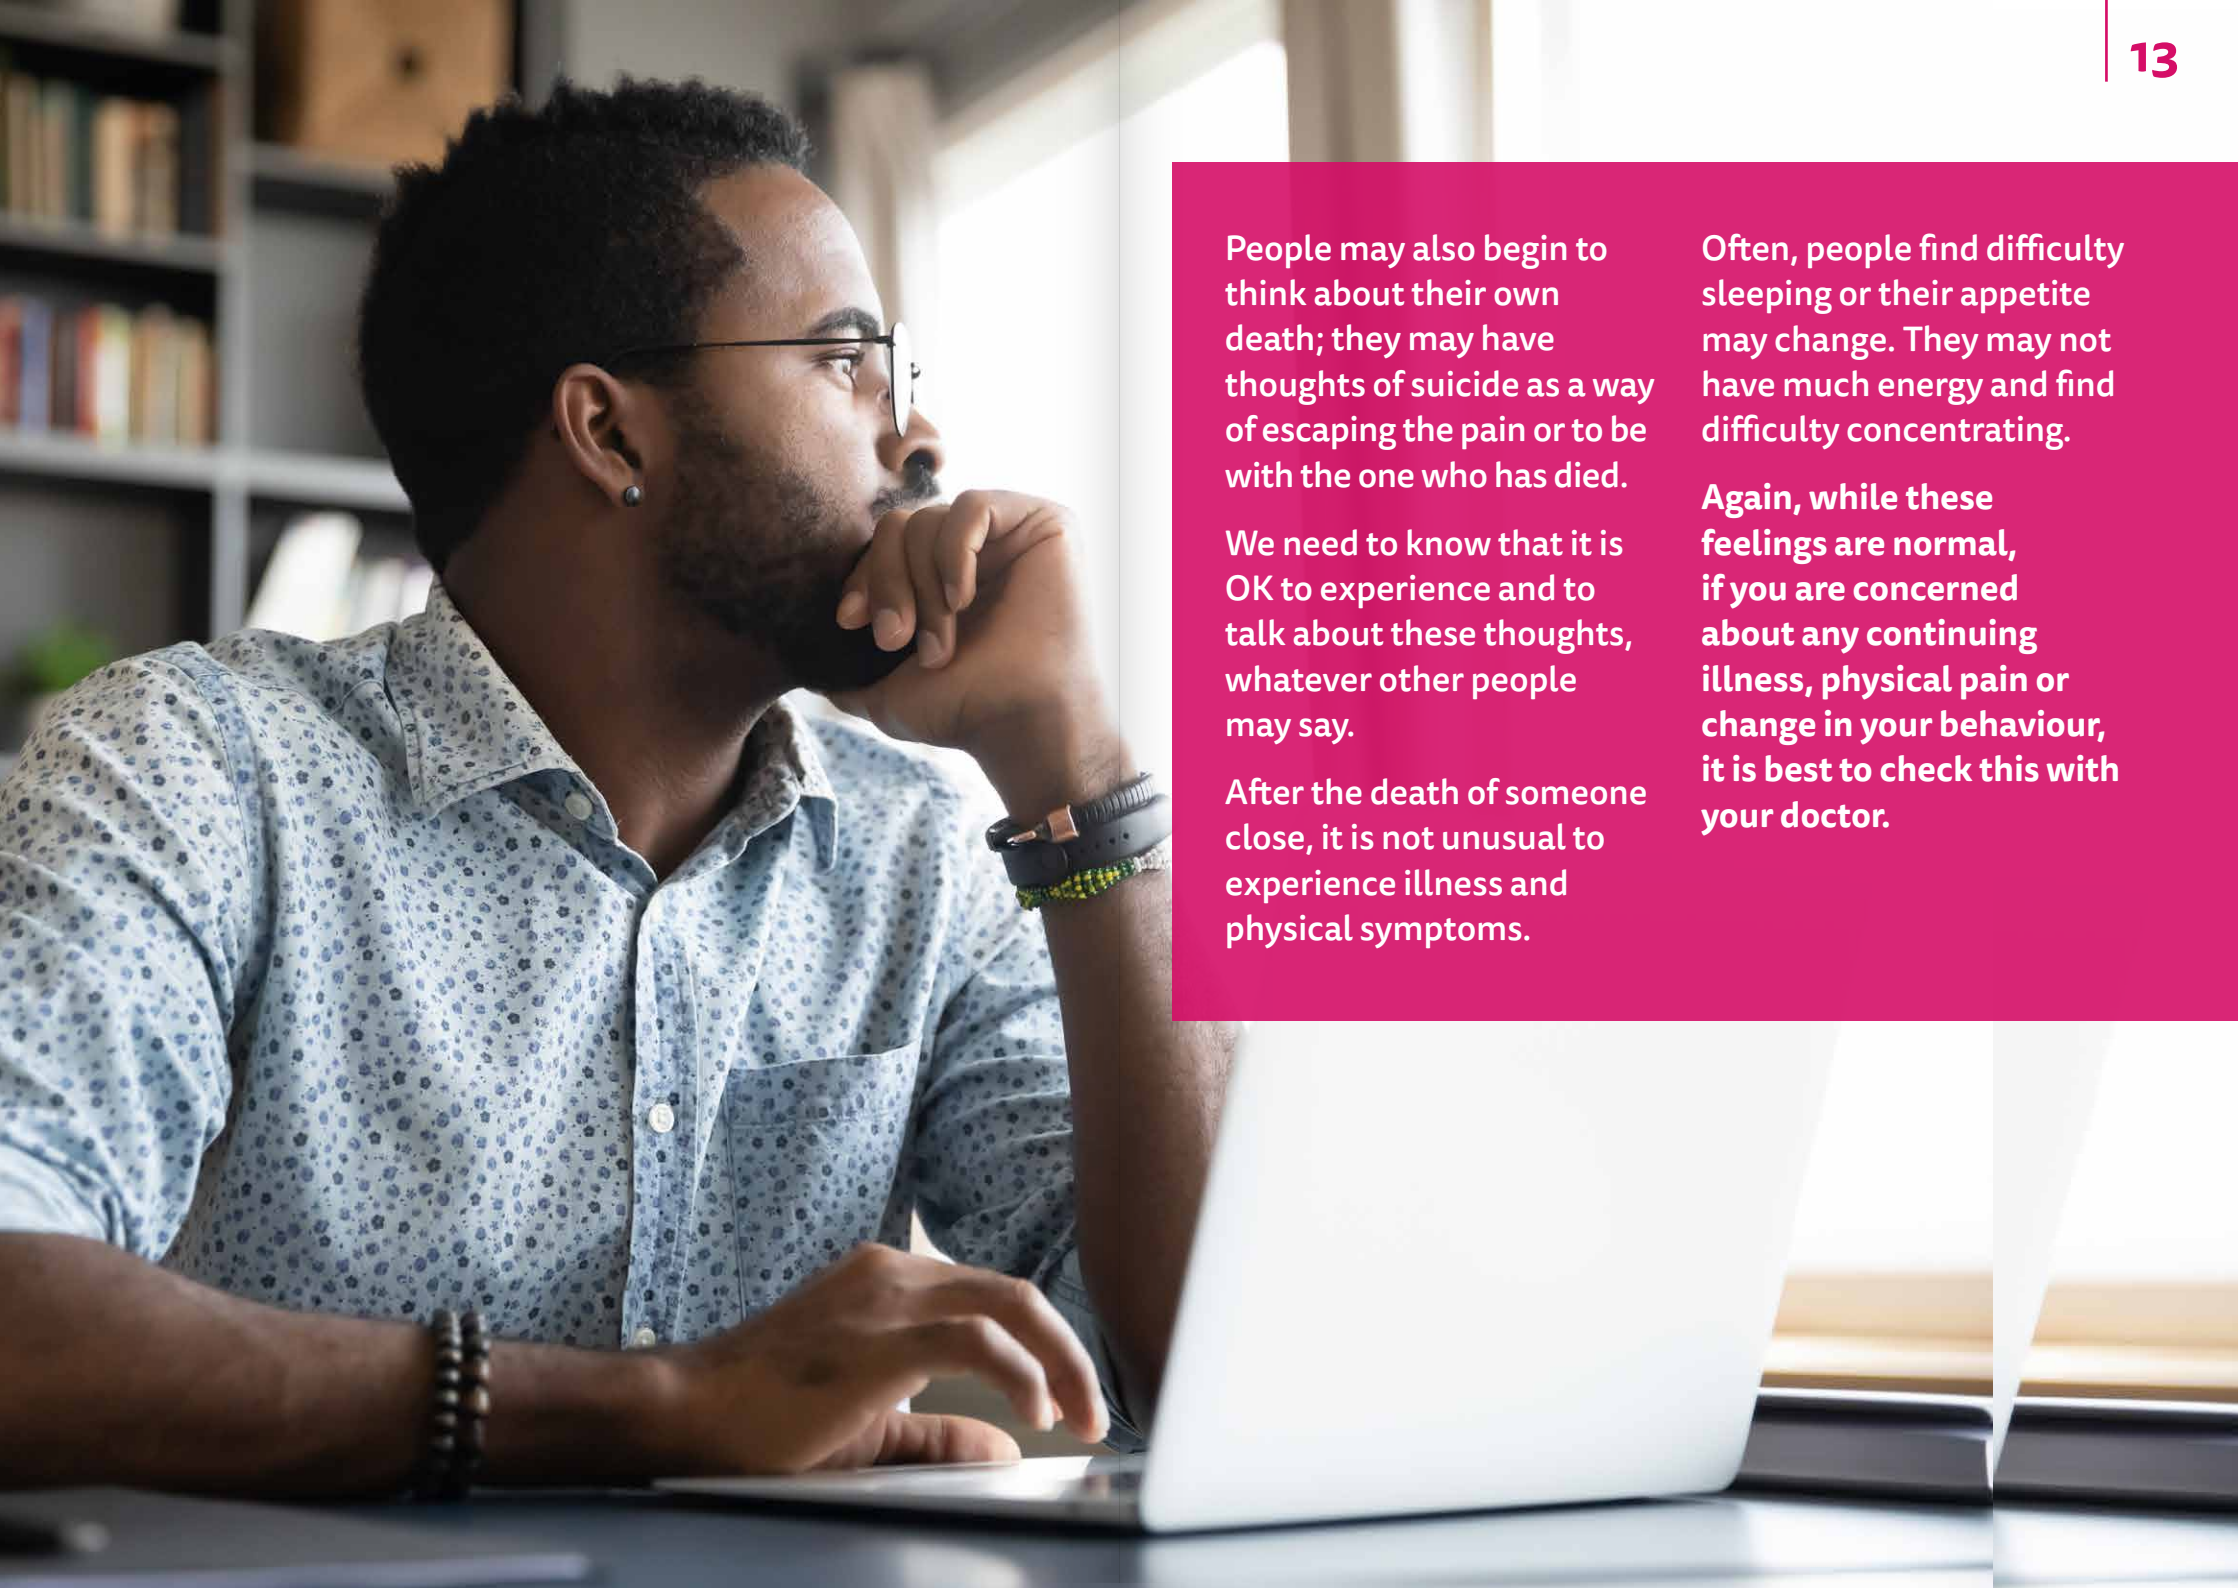 13
People may also begin to
think about their own
death; they may have
thoughts of suicide as a way
of escaping the pain or to be
with the one who has died.
We need to know that it is
OK to experience and to
talk about these thoughts,
whatever other people
may say.
After the death of someone
close, it is not unusual to
experience illness and
physical symptoms.
Often, people find difficulty
sleeping or their appetite
may change. They may not
have much energy and find
difficulty concentrating.
Again, while these
feelings are normal,
if you are concerned
about any continuing
illness, physical pain or
change in your behaviour,
it is best to check this with
your doctor.